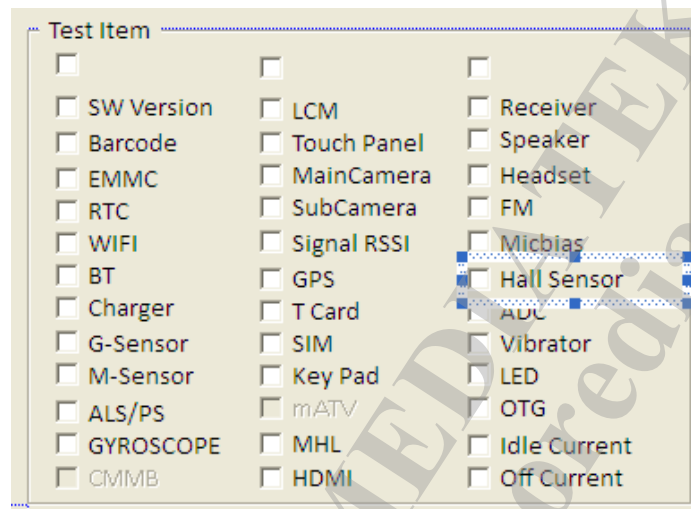 Test Item
SW Version
Barcode
EMMC
RTC
WIFI
BT
Charger
G-Sensor
M-Sensor
ALS/PS
GYROSCOPE
CMMB
LCM
Touch Panel
MainCamera
SubCamera
Signal RSSI
GPS
T Card
SIM
Key Pad
mATV
MHL
HDMI
Receiver
Speaker
Headset
FM
Micbias
Hall Sensor
ADC
Vibrator
LED
OTG
Idle Current
Off Current
MEDIATEK